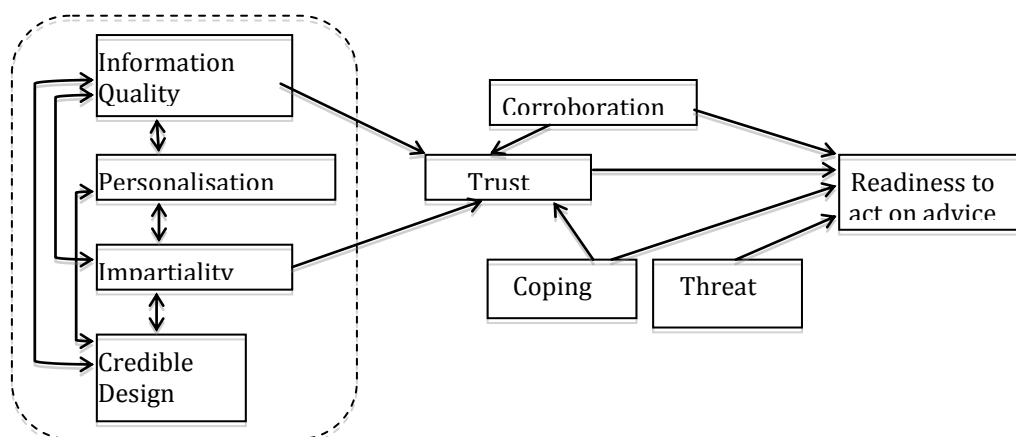 Information
Quality
Personalisation
Impartiality
Credible
Design
Corroboration
Trust
Coping
Threat
Readiness to
act on advice